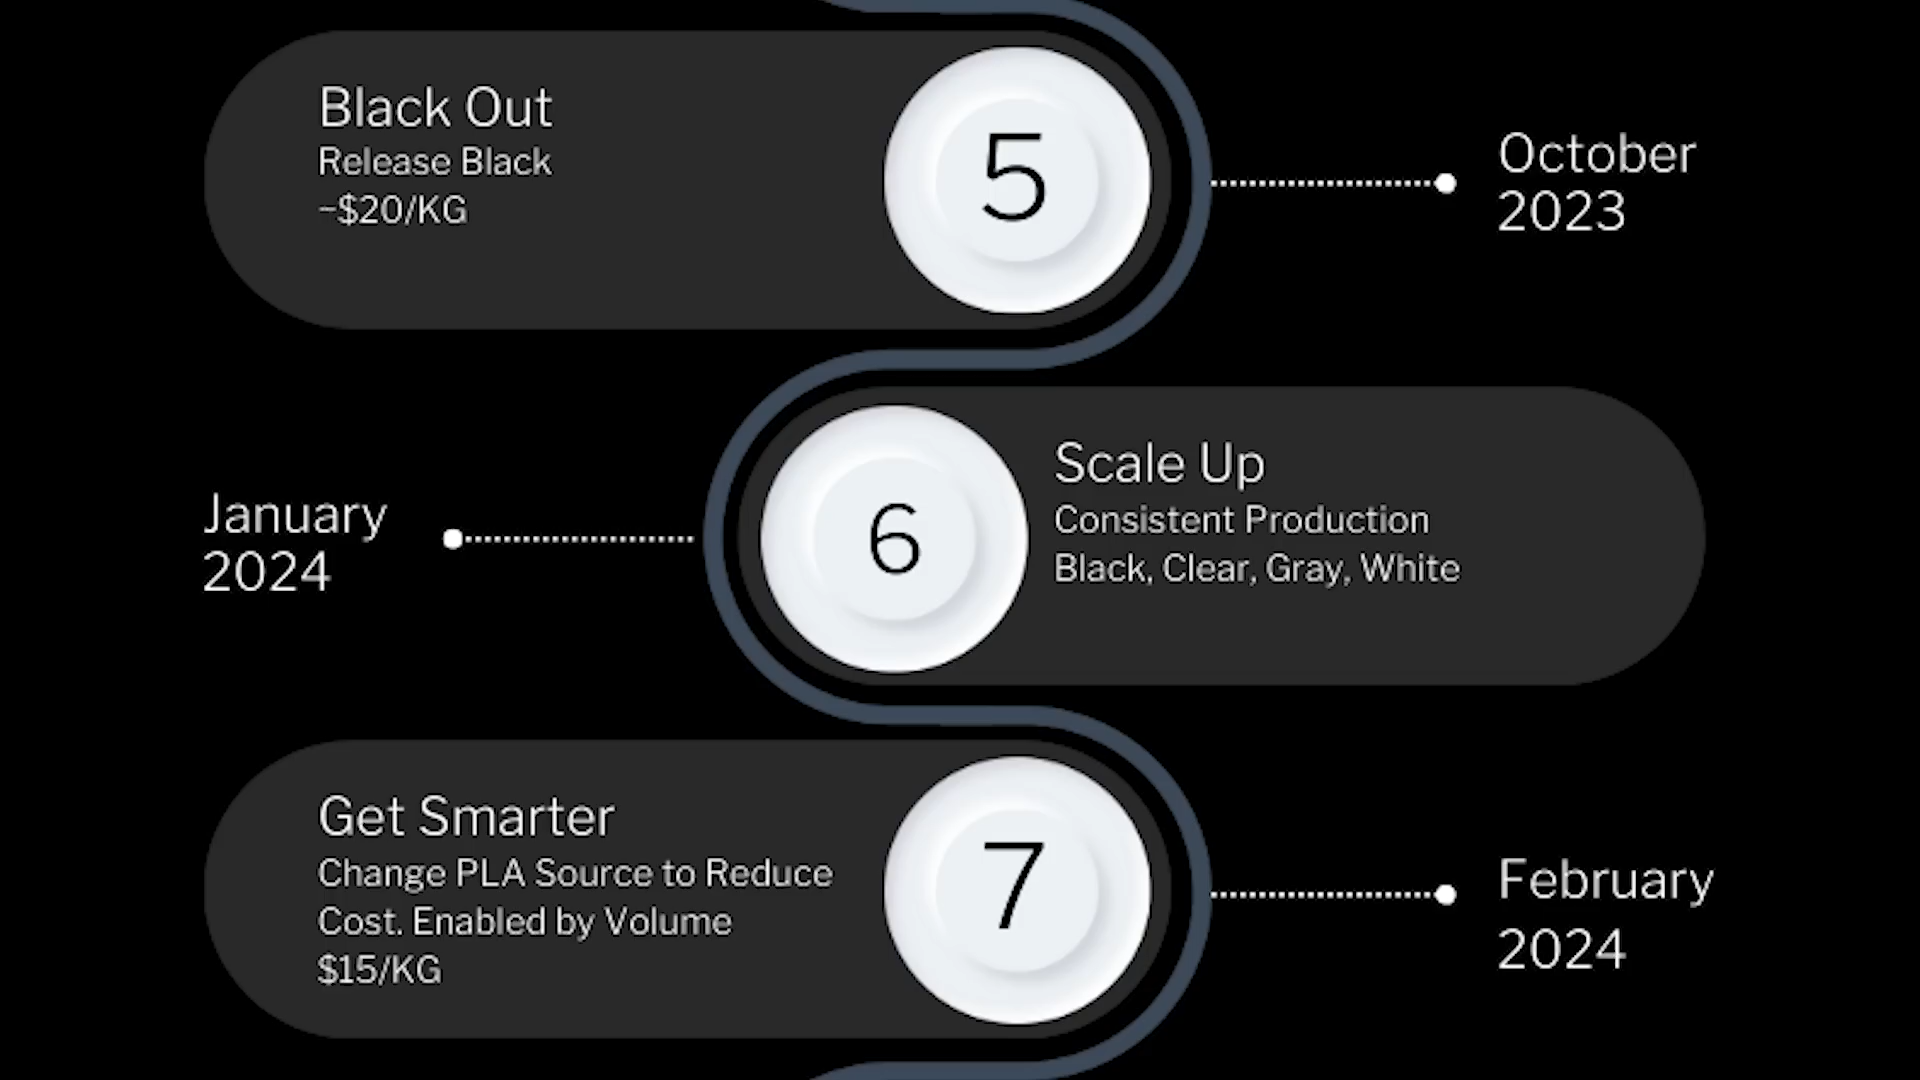 Black Out
Release Black
~$20/KG
5
October
2023
January
2024
6
Scale Up
Consistent Production
Black, Clear, Gray, White
Get Smarter
Change PLA Source to Reduce
Cost. Enabled by Volume
$15/KG
7
February
2024